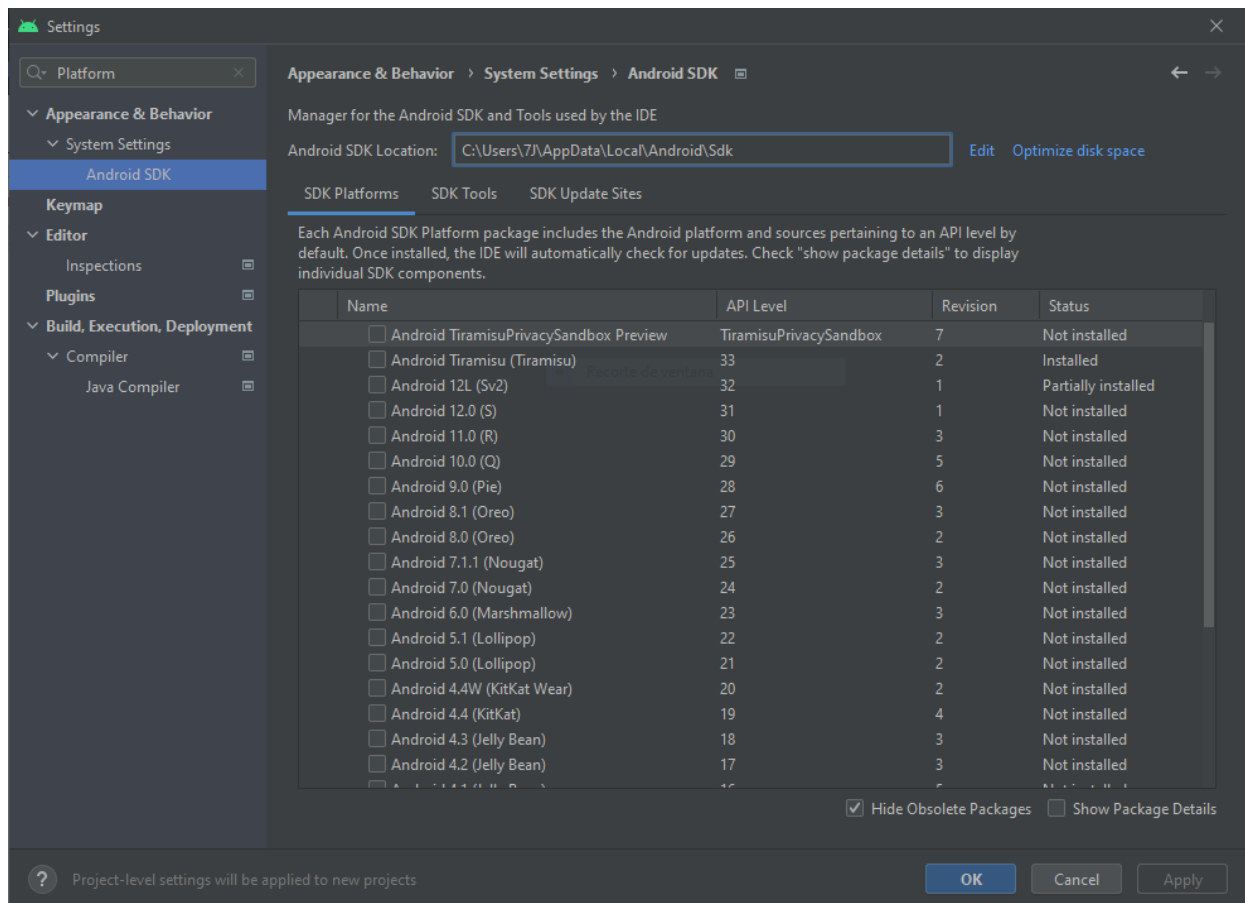 Settings
Platform
Appearance & Behavior
System Settings
Android SDK
Keymap
Editor
Inspections
Plugins
Build, Execution, Deployment
Compiler
Java Compiler
Appearance & Behavior > System Settings > Android SDK
Manager for the Android SDK and Tools used by the IDE
Android SDK Location: C:\Users\7J\AppData\Local\Android\Sdk Edit Optimize disk space
SDK Platforms SDK Tools SDK Update Sites
Each Android SDK Platform package includes the Android platform and sources pertaining to an API level by
default. Once installed, the IDE will automatically check for updates. Check "show package details" to display
individual SDK components.
Name API Level Revision Status
Android TiramisuPrivacySandbox Preview TiramisuPrivacySandbox 7 Not installed
Android Tiramisu (Tiramisu) 33 2 Installed
Recorte de ventana
Android 12L (Sv2) 32 1 Partially installed
Android 12.0 (S) 31 1 Not installed
Android 11.0 (R) 30 3 Not installed
Android 10.0 (Q) 29 5 Not installed
Android 9.0 (Pie) 28 6 Not installed
Android 8.1 (Oreo) 27 3 Not installed
Android 8.0 (Oreo) 26 2 Not installed
Android 7.1.1 (Nougat) 25 3 Not installed
Android 7.0 (Nougat) 24 2 Not installed
Android 6.0 (Marshmallow) 23 3 Not installed
Android 5.1 (Lollipop) 22 2 Not installed
Android 5.0 (Lollipop) 21 2 Not installed
Android 4.4W (KitKat Wear) 20 2 Not installed
Android 4.4 (KitKat) 19 4 Not installed
Android 4.3 (Jelly Bean) 18 3 Not installed
Android 4.2 (Jelly Bean) 17 3 Not installed
Hide Obsolete Packages Show Package Details
? Project-level settings will be applied to new projects
OK Cancel Apply